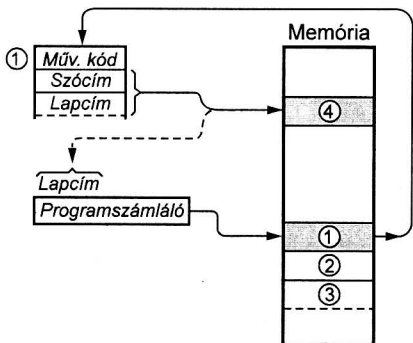 Memória
① Műv. kód
Szócím
Lapcím
④
Lapcím
Programszámláló
①
②
③